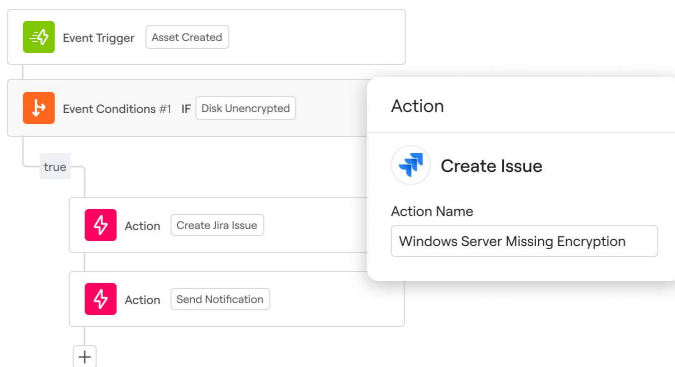 Event Trigger Asset Created
Event Conditions #1 IF Disk Unencrypted
true
Action Create Jira Issue
Action Send Notification
Action
Create Issue
Action Name
Windows Server Missing Encryption